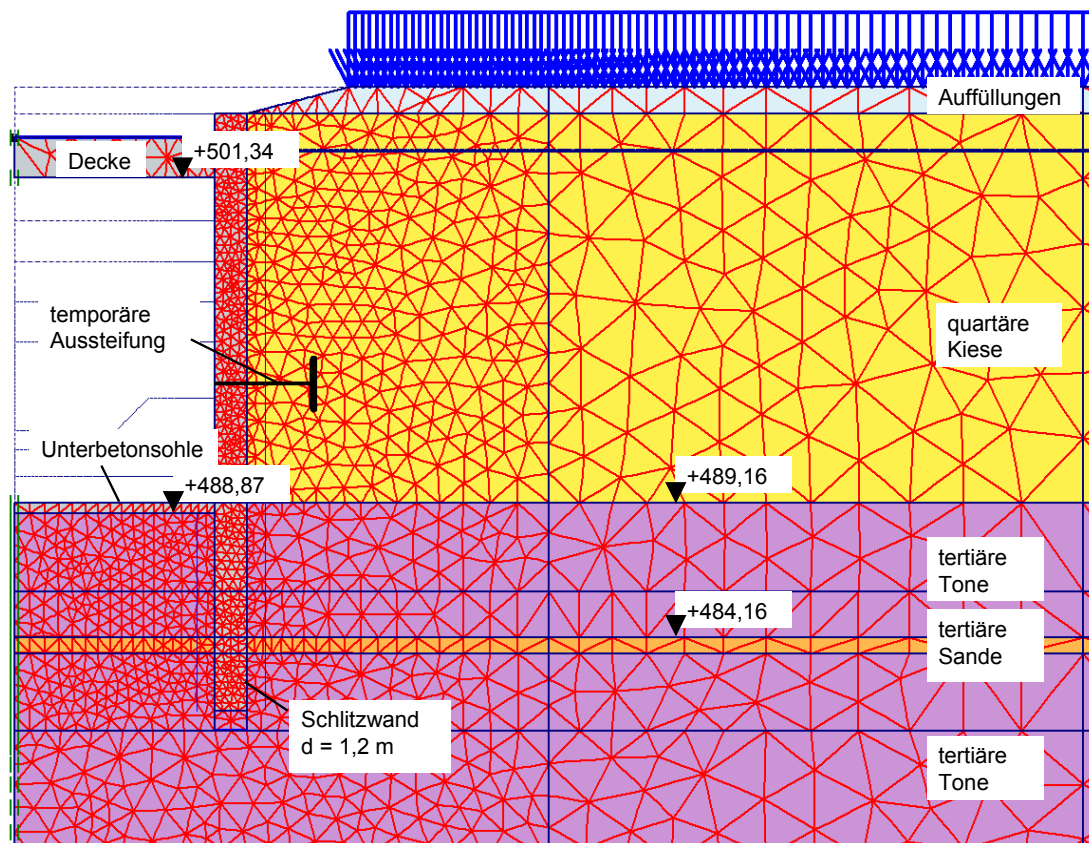 Auffüllungen
Decke
+501,34
temporäre
Aussteifung
quartäre
Kiese
Unterbetonsohle
+488,87
+489,16
tertiäre
Tone
+484,16
tertiäre
Sande
Schlitzwand
d = 1,2 m
tertiäre
Tone